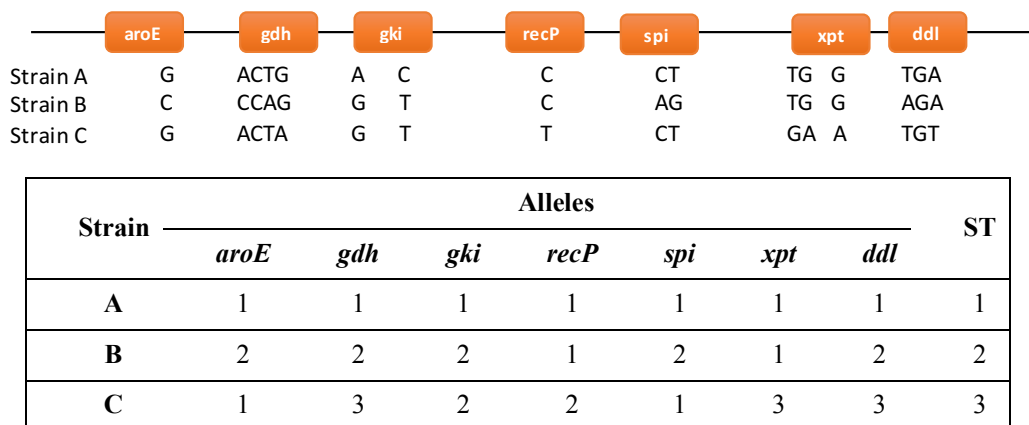 aroE gdh gki recP spi xpt ddl
Strain A G ACTG A C C CT TG G TGA
Strain B C CCAG G T C AG TG G AGA
Strain C G ACTA G T T CT GA A TGT
Strain Alleles ST
aroE gdh gki recP spi xpt ddl
A 1 1 1 1 1 1 1 1
B 2 2 2 1 2 1 2 2
C 1 3 2 2 1 3 3 3